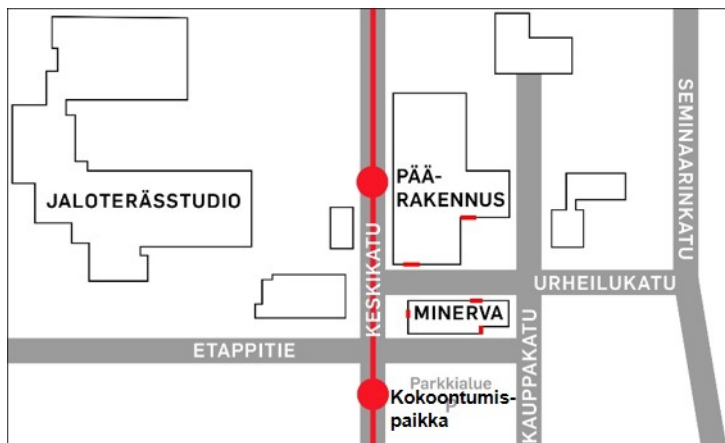 JALOTERÄSSTUDIO
PÄÄ-
RAKENNUS
KESKIKATU
SEMINAARINKATU
URHEILUKATU
MINERVA
KAUPPAKATU
ETAPPITIE
Parkkialue
P
Kokoontumis-
paikka